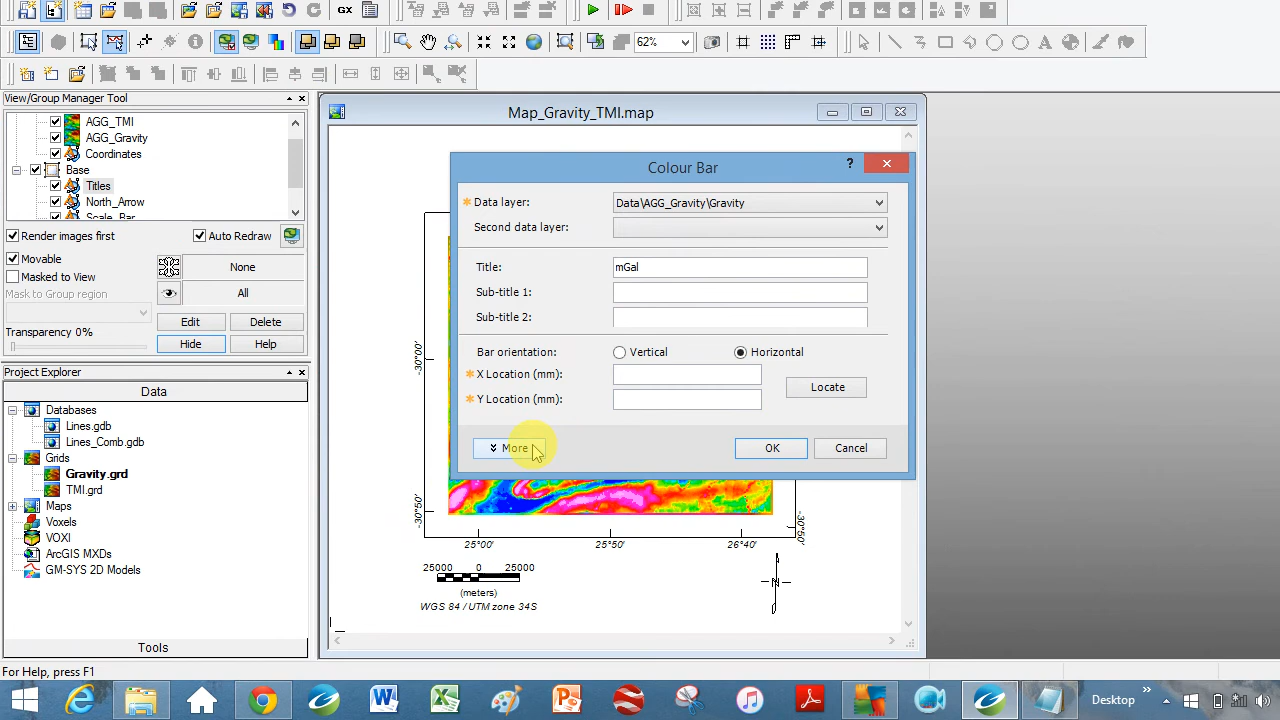 GX
62%
View/Group Manager Tool
AGG_TMI
AGG_Gravity
Coordinates
Base
Titles
North_Arrow
Scale_Bar
Render images first
Auto Redraw
Movable
None
Masked to View
Mask to Group region
All
Transparency 0%
Edit
Delete
Hide
Help
Project Explorer
Data
Databases
Lines.gdb
Lines_Comb.gdb
Grids
Gravity.grd
TMI.grd
Maps
Voxels
VOXI
ArcGIS MXDs
GM-SYS 2D Models
Tools
Map_Gravity_TMI.map
Colour Bar
?
Data layer:
Data\AGG_Gravity\Gravity
Second data layer:
Title:
mGal
Sub-title 1:
Sub-title 2:
Bar orientation:
Vertical
Horizontal
X Location (mm):
Y Location (mm):
Locate
More
OK
Cancel
-30°00'
-30°50'
-30°50'
25°00'
25°50'
26°40'
25000 0 25000
(meters)
WGS 84 / UTM zone 34S
N
For Help, press F1
Desktop